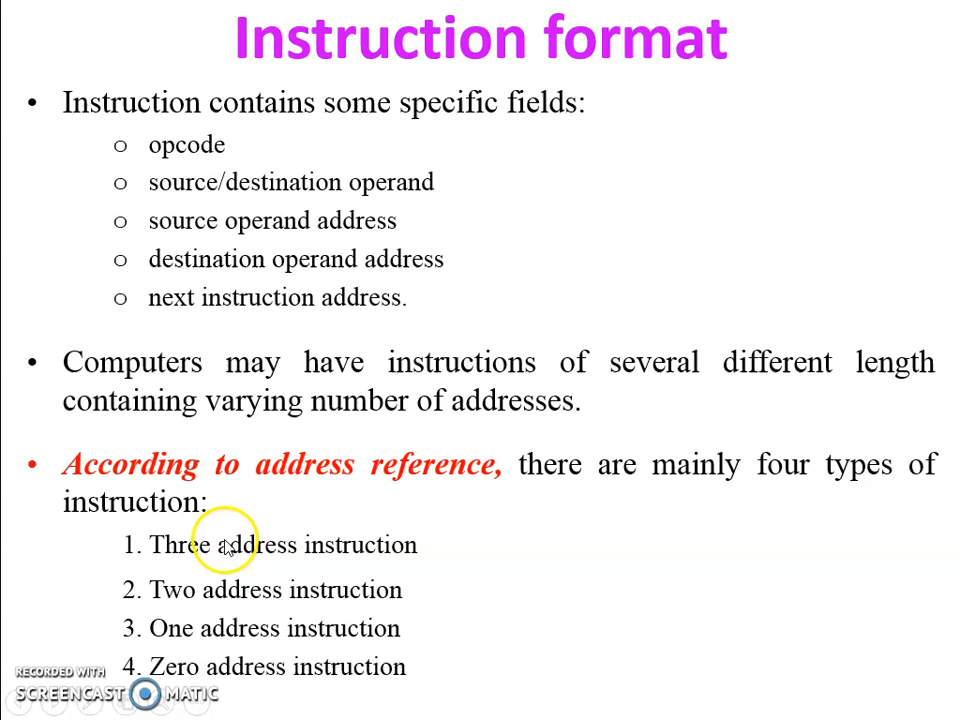 Instruction format
• Instruction contains some specific fields:
o opcode
o source/destination operand
o source operand address
o destination operand address
o next instruction address.
• Computers may have instructions of several different length
containing varying number of addresses.
• According to address reference, there are mainly four types of
instruction:
1. Three address instruction
2. Two address instruction
3. One address instruction
4. Zero address instruction
RECORDED WITH
SCREENCAST MATIC